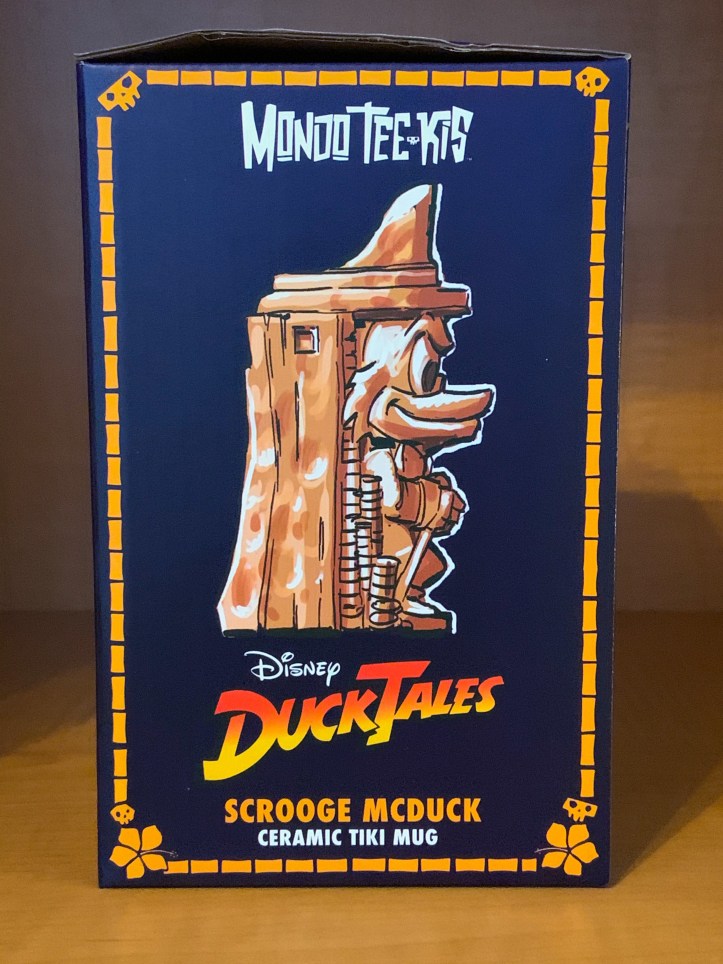 MONDO TEE-KIS
DISNEY
DUCKTALES
SCROOGE MCDUCK
CERAMIC TIKI MUG